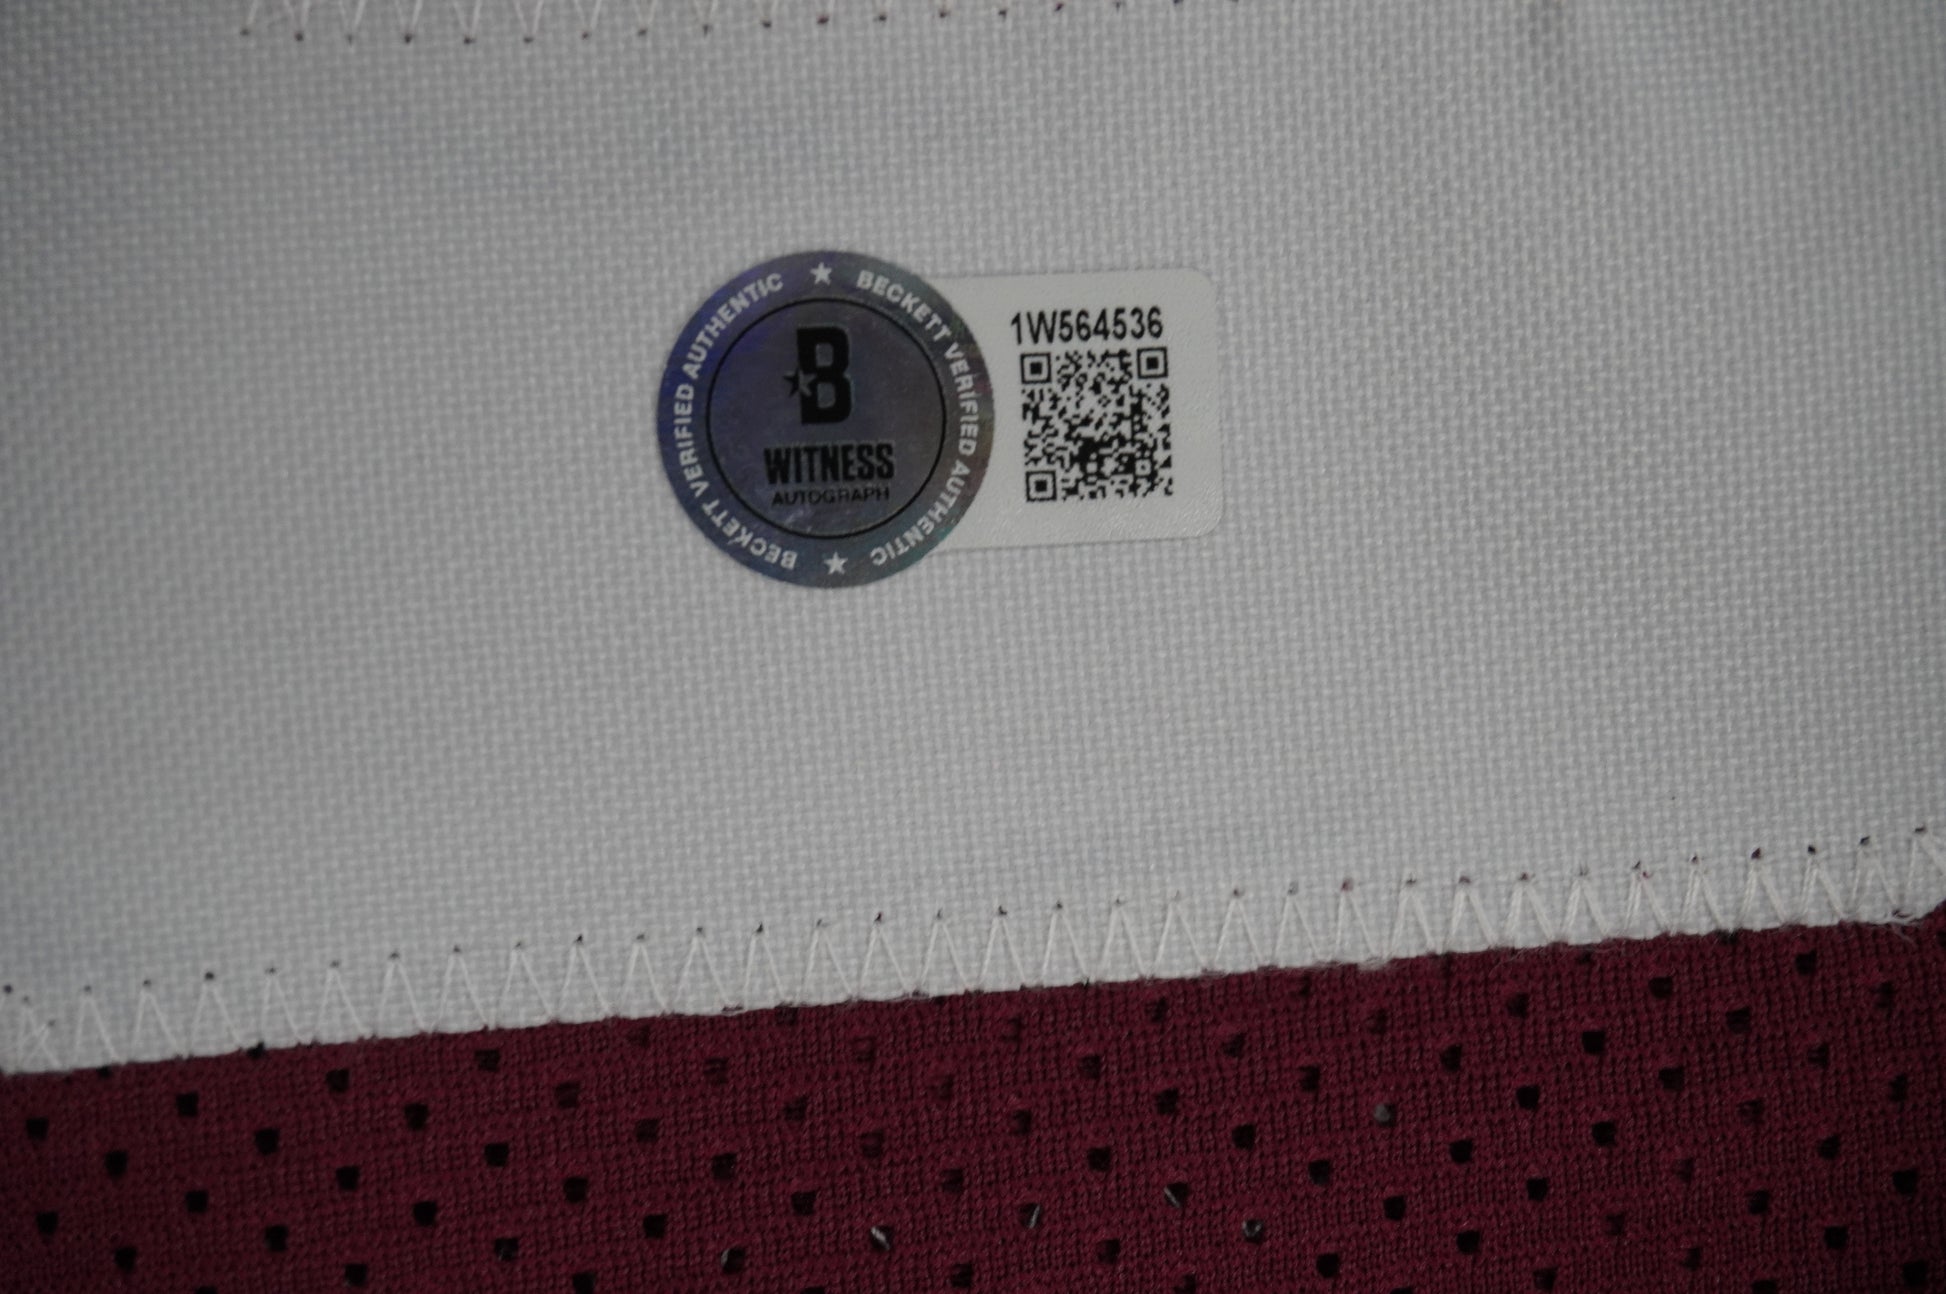 BECKETT VERIFIED AUTHENTIC ★ BECKETT VERIFIED AUTHENTIC ★
B
WITNESS
AUTOGRAPH
1W564536